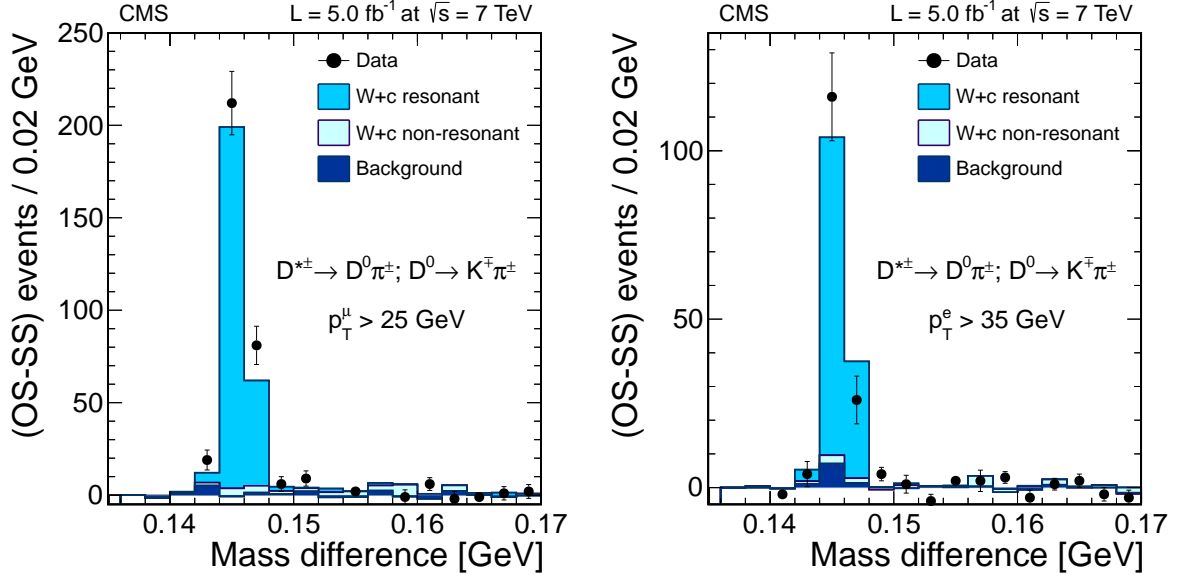 CMS L = 5.0 fb⁻¹ at √s = 7 TeV
(OS-SS) events / 0.02 GeV
250
200
150
100
50
0
Data
W+c resonant
W+c non-resonant
Background
D*± → D⁰π±; D⁰ → K∓π±
p_T^μ > 25 GeV
0.14 0.15 0.16 0.17
Mass difference [GeV]
CMS L = 5.0 fb⁻¹ at √s = 7 TeV
(OS-SS) events / 0.02 GeV
100
50
0
Data
W+c resonant
W+c non-resonant
Background
D*± → D⁰π±; D⁰ → K∓π±
p_T^e > 35 GeV
0.14 0.15 0.16 0.17
Mass difference [GeV]